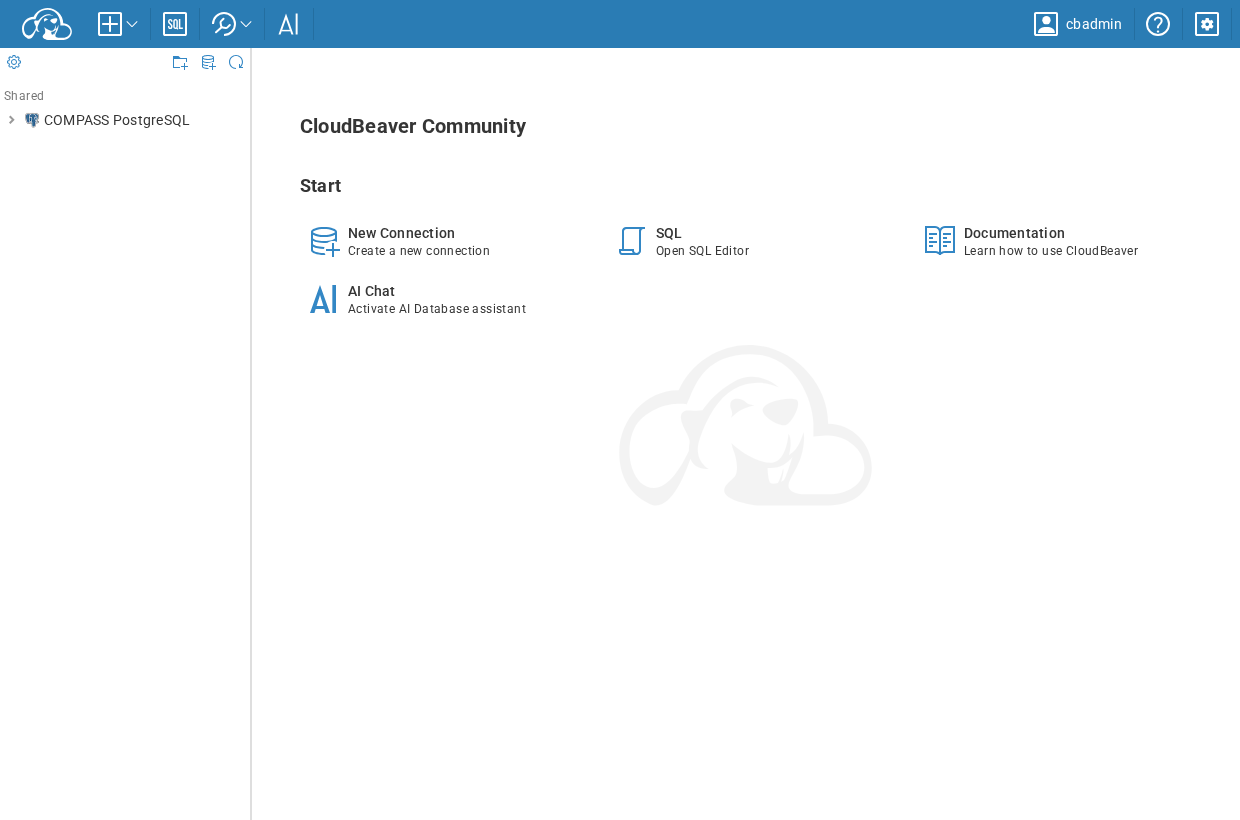 SQL
AI
cbadmin
Shared
COMPASS PostgreSQL
CloudBeaver Community
Start
New Connection
Create a new connection
SQL
Open SQL Editor
Documentation
Learn how to use CloudBeaver
AI
AI Chat
Activate AI Database assistant